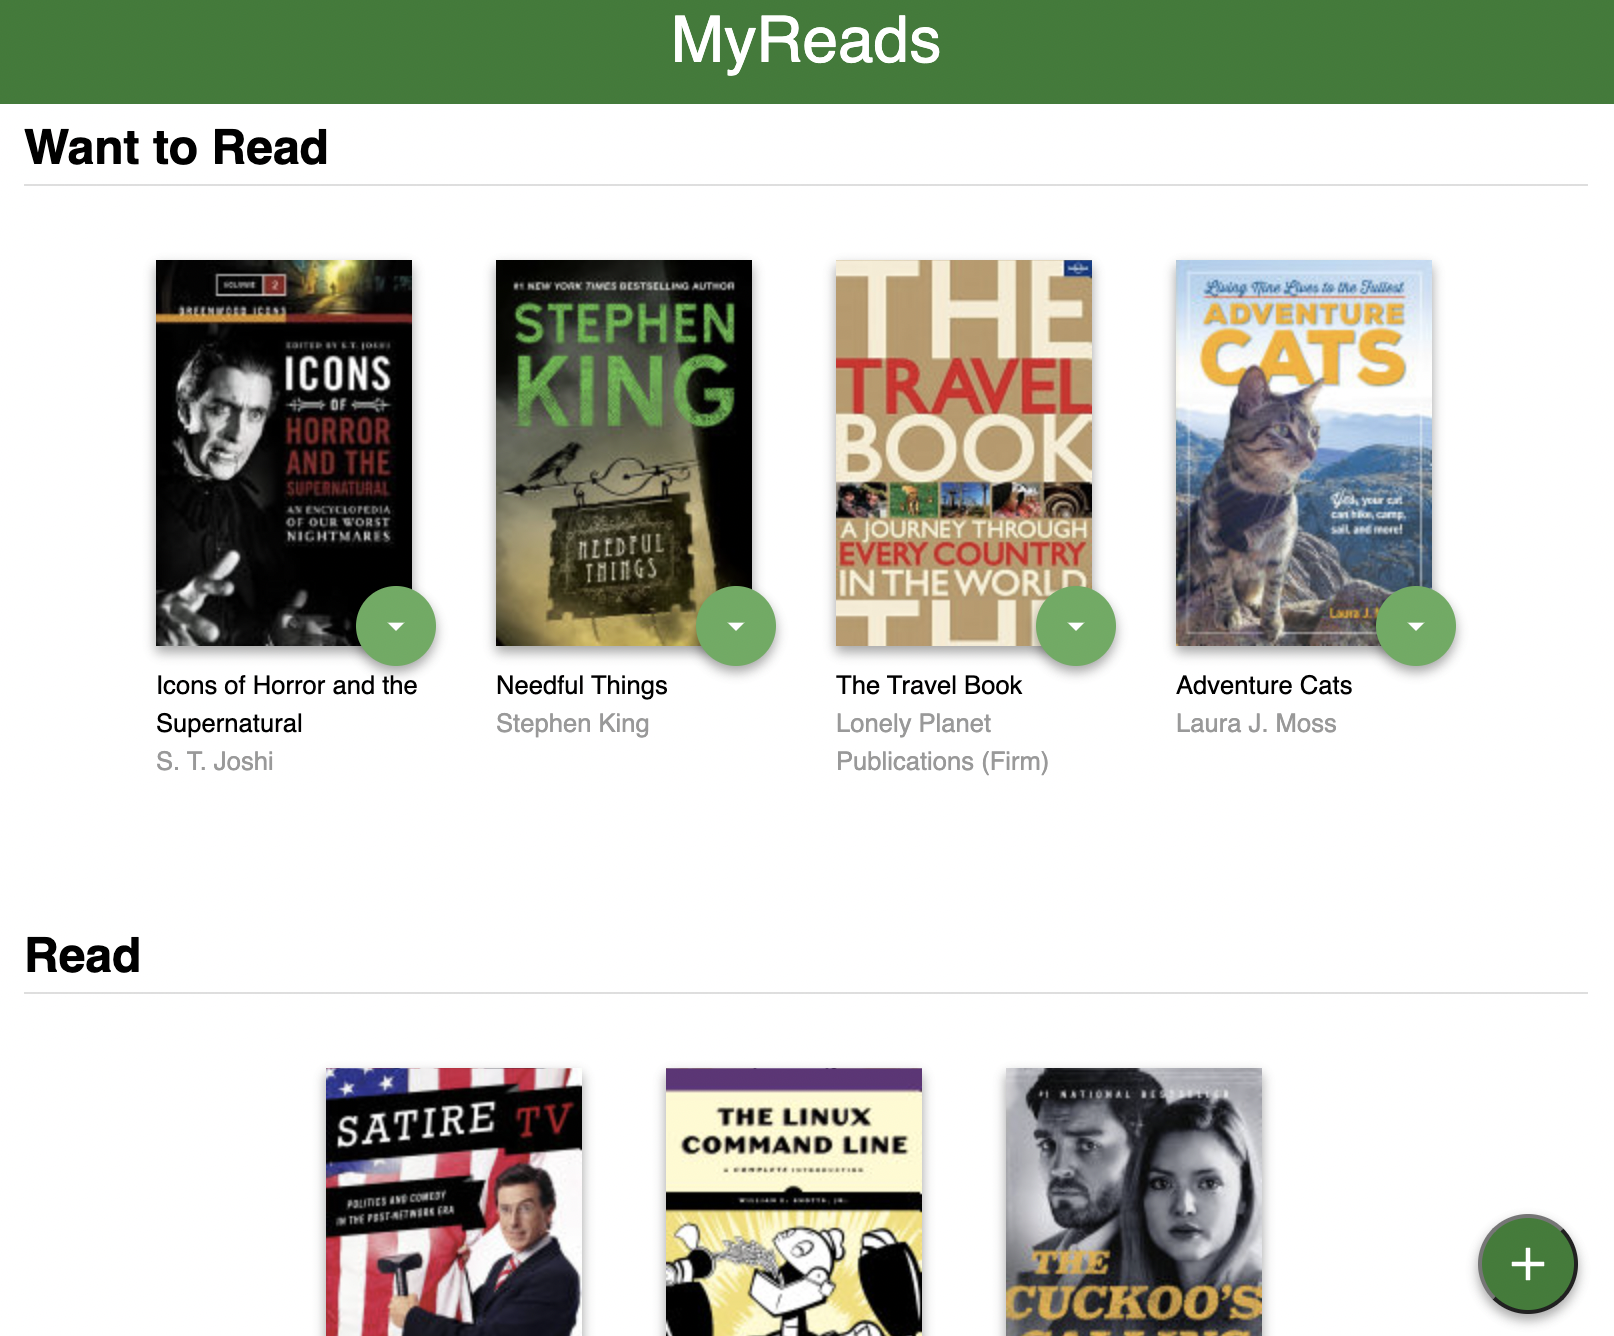 MyReads
Want to Read
VOLUME 2
GREENWOOD ICONS
EDITED BY S.T. JOSHI
ICONS
OF
HORROR
AND THE
SUPERNATURAL
AN ENCYCLOPEDIA
OF OUR WORST
NIGHTMARES
Icons of Horror and the
Supernatural
S. T. Joshi
#1 NEW YORK TIMES BESTSELLING AUTHOR
STEPHEN
KING
NEEDFUL
THINGS
Needful Things
Stephen King
THE
TRAVEL
BOOK
A JOURNEY THROUGH
EVERY COUNTRY
IN THE WORLD
The Travel Book
Lonely Planet
Publications (Firm)
Living Nine Lives to the Fullest
ADVENTURE
CATS
Yes, your cat
can hike, camp,
sail, and more!
Laura J.
Adventure Cats
Laura J. Moss
Read
SATIRE TV
POLITICS AND COMEDY
IN THE POST-NETWORK ERA
THE LINUX
COMMAND LINE
A COMPLETE INTRODUCTION
WILLIAM E. SHOTTS, JR.
#1 NATIONAL BESTSELLER
THE
CUCKOO'S
CALLING